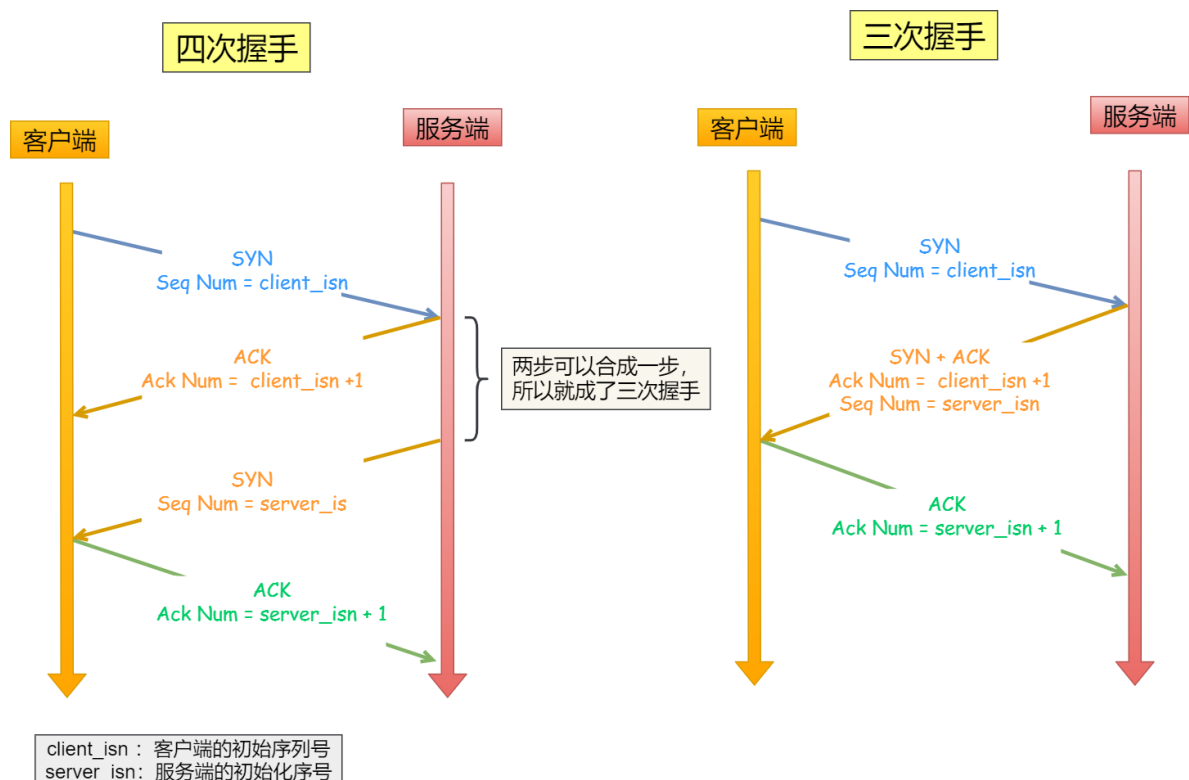 四次握手
客户端
服务端
SYN
Seq Num = client_isn
ACK
Ack Num = client_isn +1
两步可以合成一步，
所以就成了三次握手
SYN
Seq Num = server_is
ACK
Ack Num = server_isn + 1
client_isn ：客户端的初始序列号
server_isn：服务端的初始化序号
三次握手
客户端
服务端
SYN
Seq Num = client_isn
SYN + ACK
Ack Num = client_isn +1
Seq Num = server_isn
ACK
Ack Num = server_isn + 1